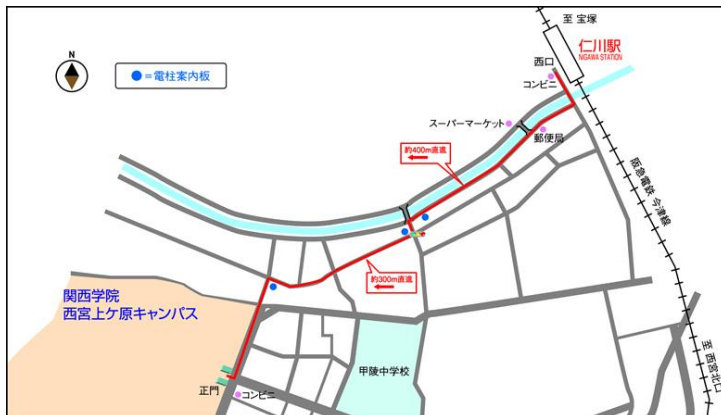 至 宝塚
仁川駅
NIGAWA STATION
西口
コンビニ
N
●=電柱案内板
スーパーマーケット
郵便局
約400m直進
阪急電鉄 今津線
約300m直進
関西学院
西宮上ケ原キャンパス
甲陵中学校
至 西宮北口
正門
コンビニ